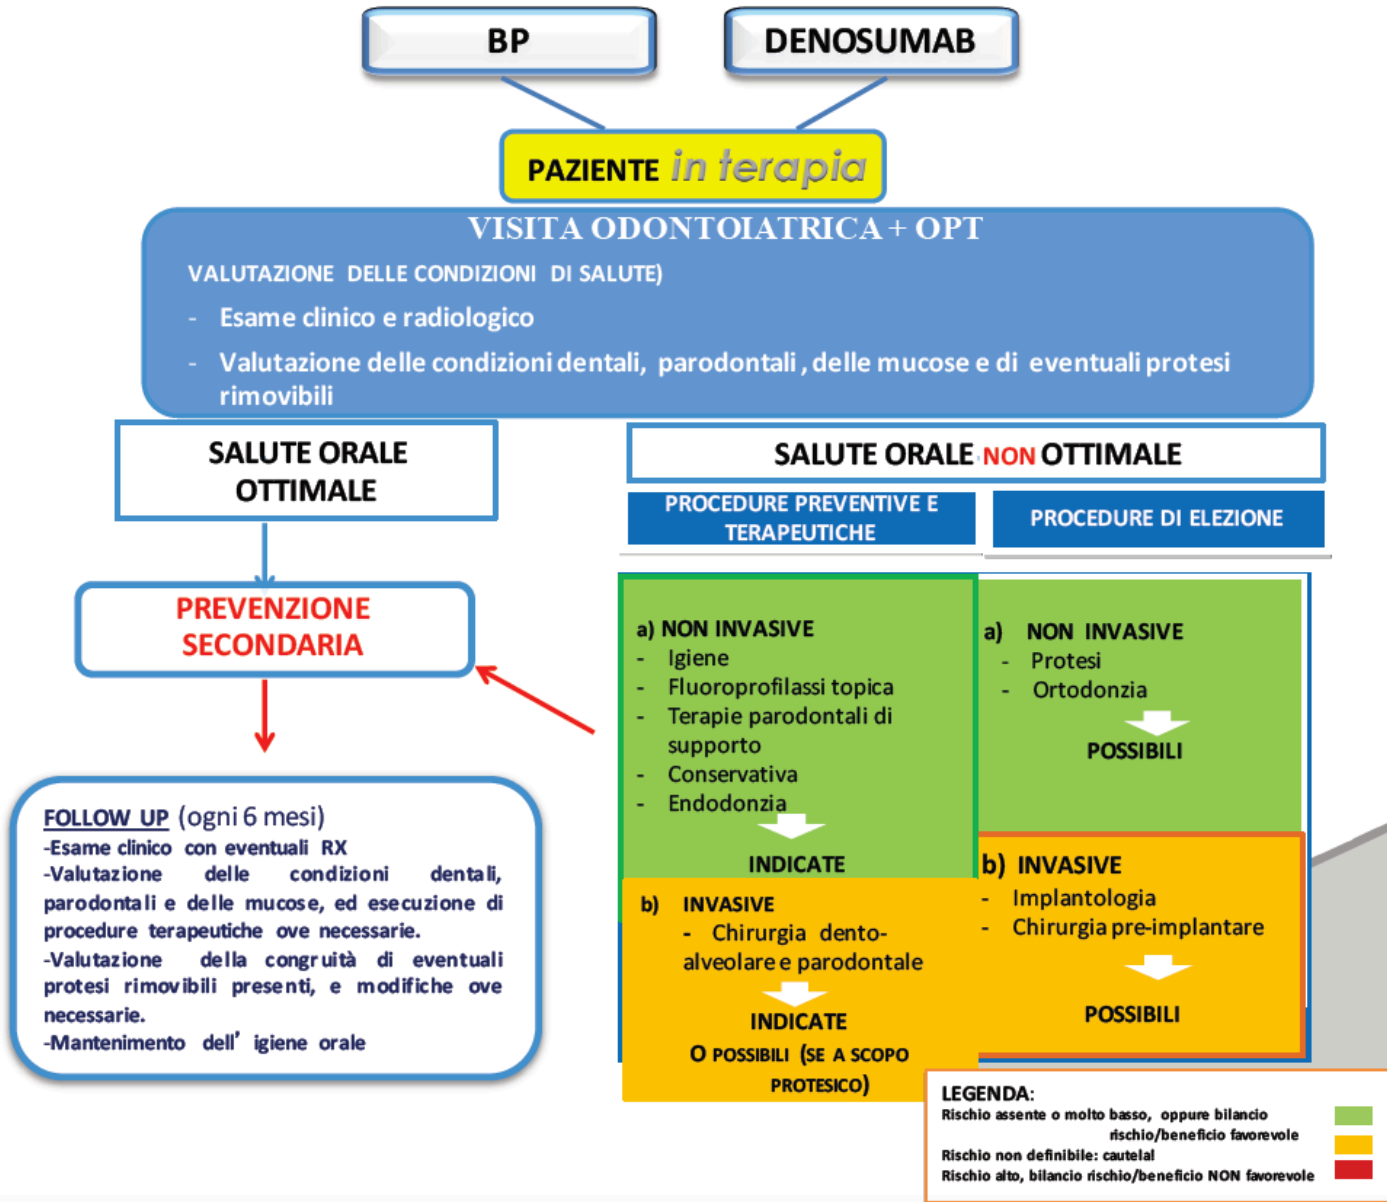 BP
DENOSUMAB
PAZIENTE in terapia
VISITA ODONTOIATRICA + OPT
VALUTAZIONE DELLE CONDIZIONI DI SALUTE)
- Esame clinico e radiologico
- Valutazione delle condizioni dentali, parodontali , delle mucose e di eventuali protesi
rimovibili
SALUTE ORALE
OTTIMALE
PREVENZIONE
SECONDARIA
FOLLOW UP (ogni 6 mesi)
-Esame clinico con eventuali RX
-Valutazione delle condizioni dentali,
parodontali e delle mucose, ed esecuzione di
procedure terapeutiche ove necessarie.
-Valutazione della congruità di eventuali
protesi rimovibili presenti, e modifiche ove
necessarie.
-Mantenimento dell' igiene orale
SALUTE ORALE NON OTTIMALE
PROCEDURE PREVENTIVE E
TERAPEUTICHE
a) NON INVASIVE
- Igiene
- Fluoroprofilassi topica
- Terapie parodontali di
supporto
- Conservativa
- Endodonzia
INDICATE
b) INVASIVE
- Chirurgia dento-
alveolare e parodontale
INDICATE
O POSSIBILI (SE A SCOPO
PROTESICO)
PROCEDURE DI ELEZIONE
a) NON INVASIVE
- Protesi
- Ortodonzia
POSSIBILI
b) INVASIVE
- Implantologia
- Chirurgia pre-implantare
POSSIBILI
LEGENDA:
Rischio assente o molto basso, oppure bilancio
rischio/beneficio favorevole
Rischio non definibile: cautelal
Rischio alto, bilancio rischio/beneficio NON favorevole